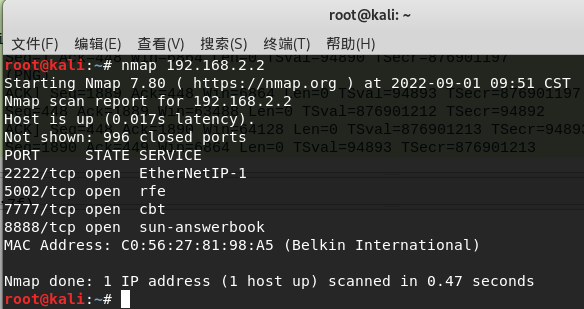 root@kali: ~
文件(F) 编辑(E) 查看(V) 搜索(S) 终端(T) 帮助(H)
root@kali:~# nmap 192.168.2.2
Starting Nmap 7.80 ( https://nmap.org ) at 2022-09-01 09:51 CST
Nmap scan report for 192.168.2.2
Host is up (0.017s latency).
Not shown: 996 closed ports
PORT     STATE SERVICE
2222/tcp open  EtherNetIP-1
5002/tcp open  rfe
7777/tcp open  cbt
8888/tcp open  sun-answerbook
MAC Address: C0:56:27:81:98:A5 (Belkin International)
Nmap done: 1 IP address (1 host up) scanned in 0.47 seconds
root@kali:~#